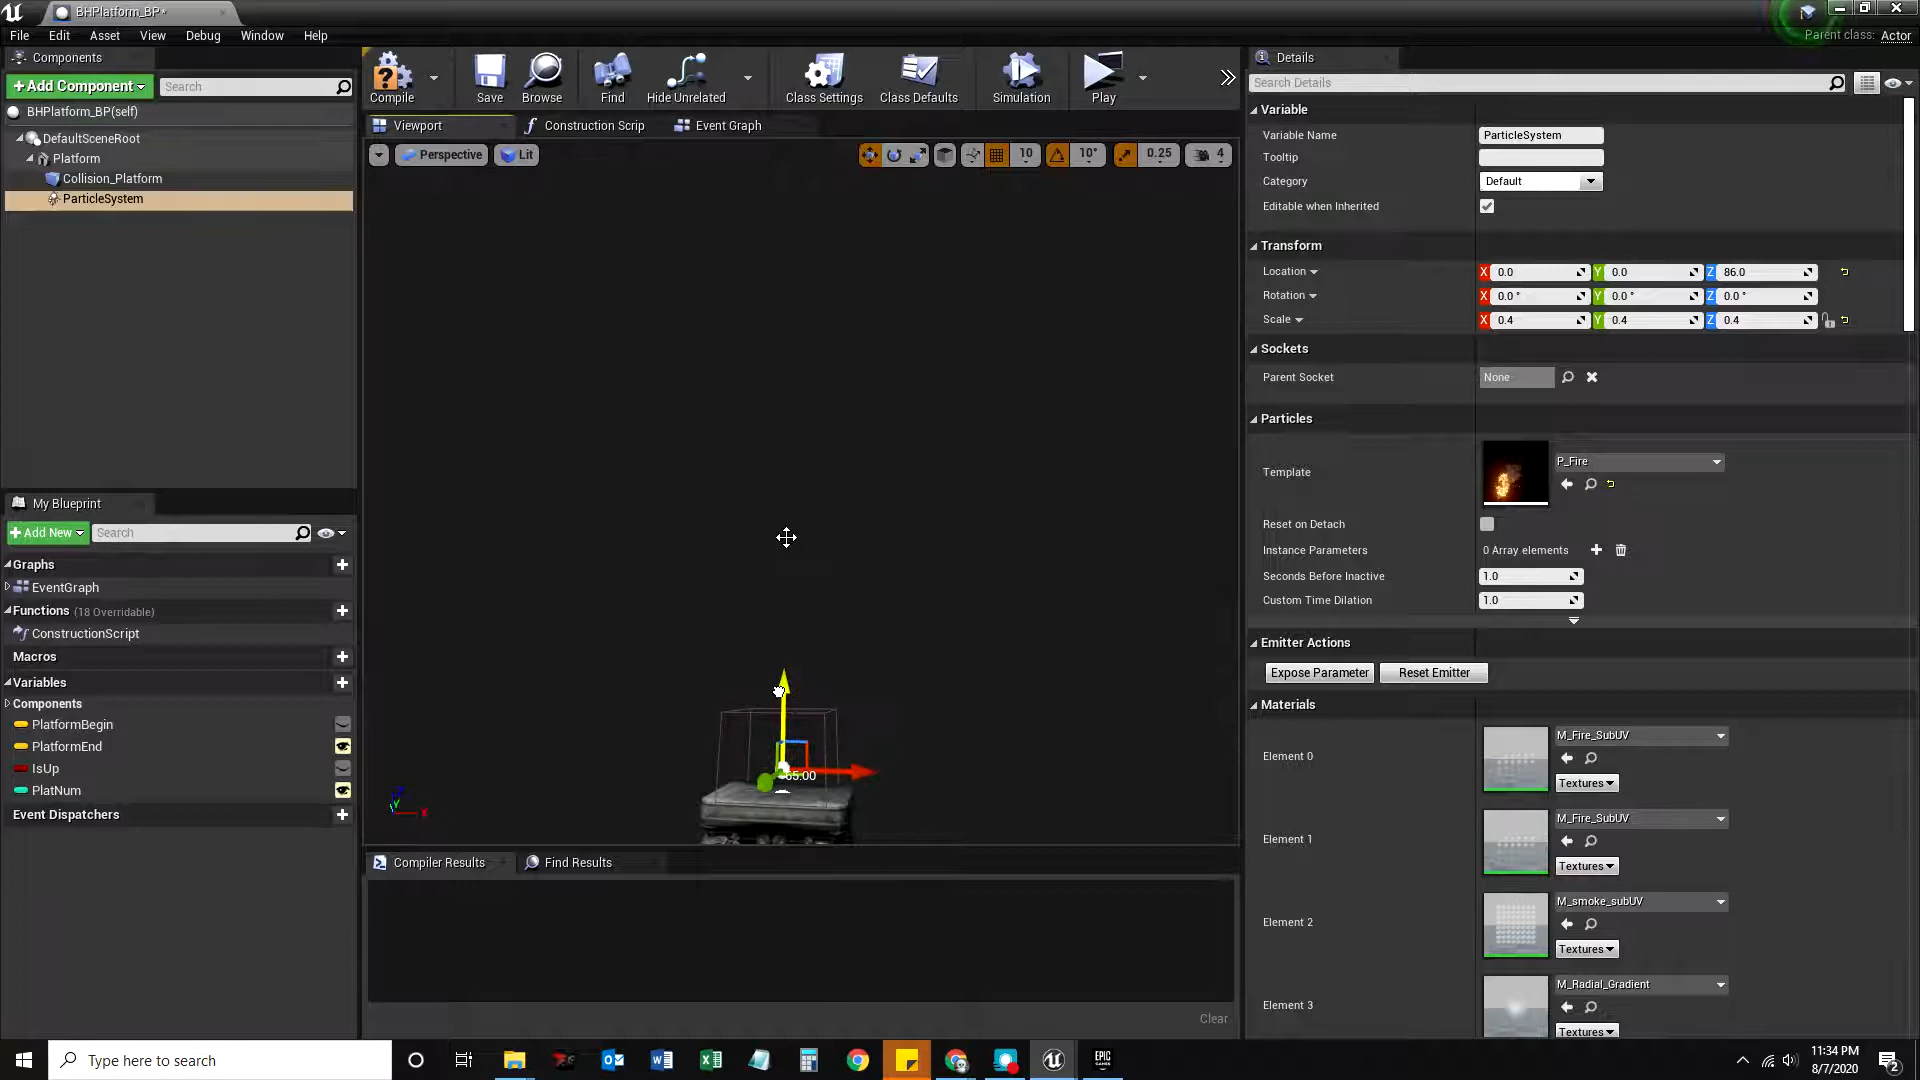 BHPlatform_BP*
File Edit Asset View Debug Window Help
Parent class: Actor
Components
+Add Component
Search
BHPlatform_BP(self)
DefaultSceneRoot
Platform
Collision_Platform
ParticleSystem
Compile
Save
Browse
Find
Hide Unrelated
Class Settings
Class Defaults
Simulation
Play
Viewport
Construction Scrip
Event Graph
Perspective
Lit
10
10°
0.25
4
65.00
Compiler Results
Find Results
Clear
My Blueprint
+Add New
Search
Graphs
EventGraph
Functions (18 Overridable)
ConstructionScript
Macros
Variables
Components
PlatformBegin
PlatformEnd
IsUp
PlatNum
Event Dispatchers
Details
Search Details
Variable
Variable Name ParticleSystem
Tooltip
Category Default
Editable when Inherited
Transform
Location X 0.0 Y 0.0 Z 86.0
Rotation X 0.0 ° Y 0.0 ° Z 0.0 °
Scale X 0.4 Y 0.4 Z 0.4
Sockets
Parent Socket None
Particles
Template P_Fire
Reset on Detach
Instance Parameters 0 Array elements
Seconds Before Inactive 1.0
Custom Time Dilation 1.0
Emitter Actions
Expose Parameter Reset Emitter
Materials
Element 0 M_Fire_SubUV
Textures
Element 1 M_Fire_SubUV
Textures
Element 2 M_smoke_subUV
Textures
Element 3 M_Radial_Gradient
Textures
Type here to search
EPIC GAMES
11:34 PM
8/7/2020
2